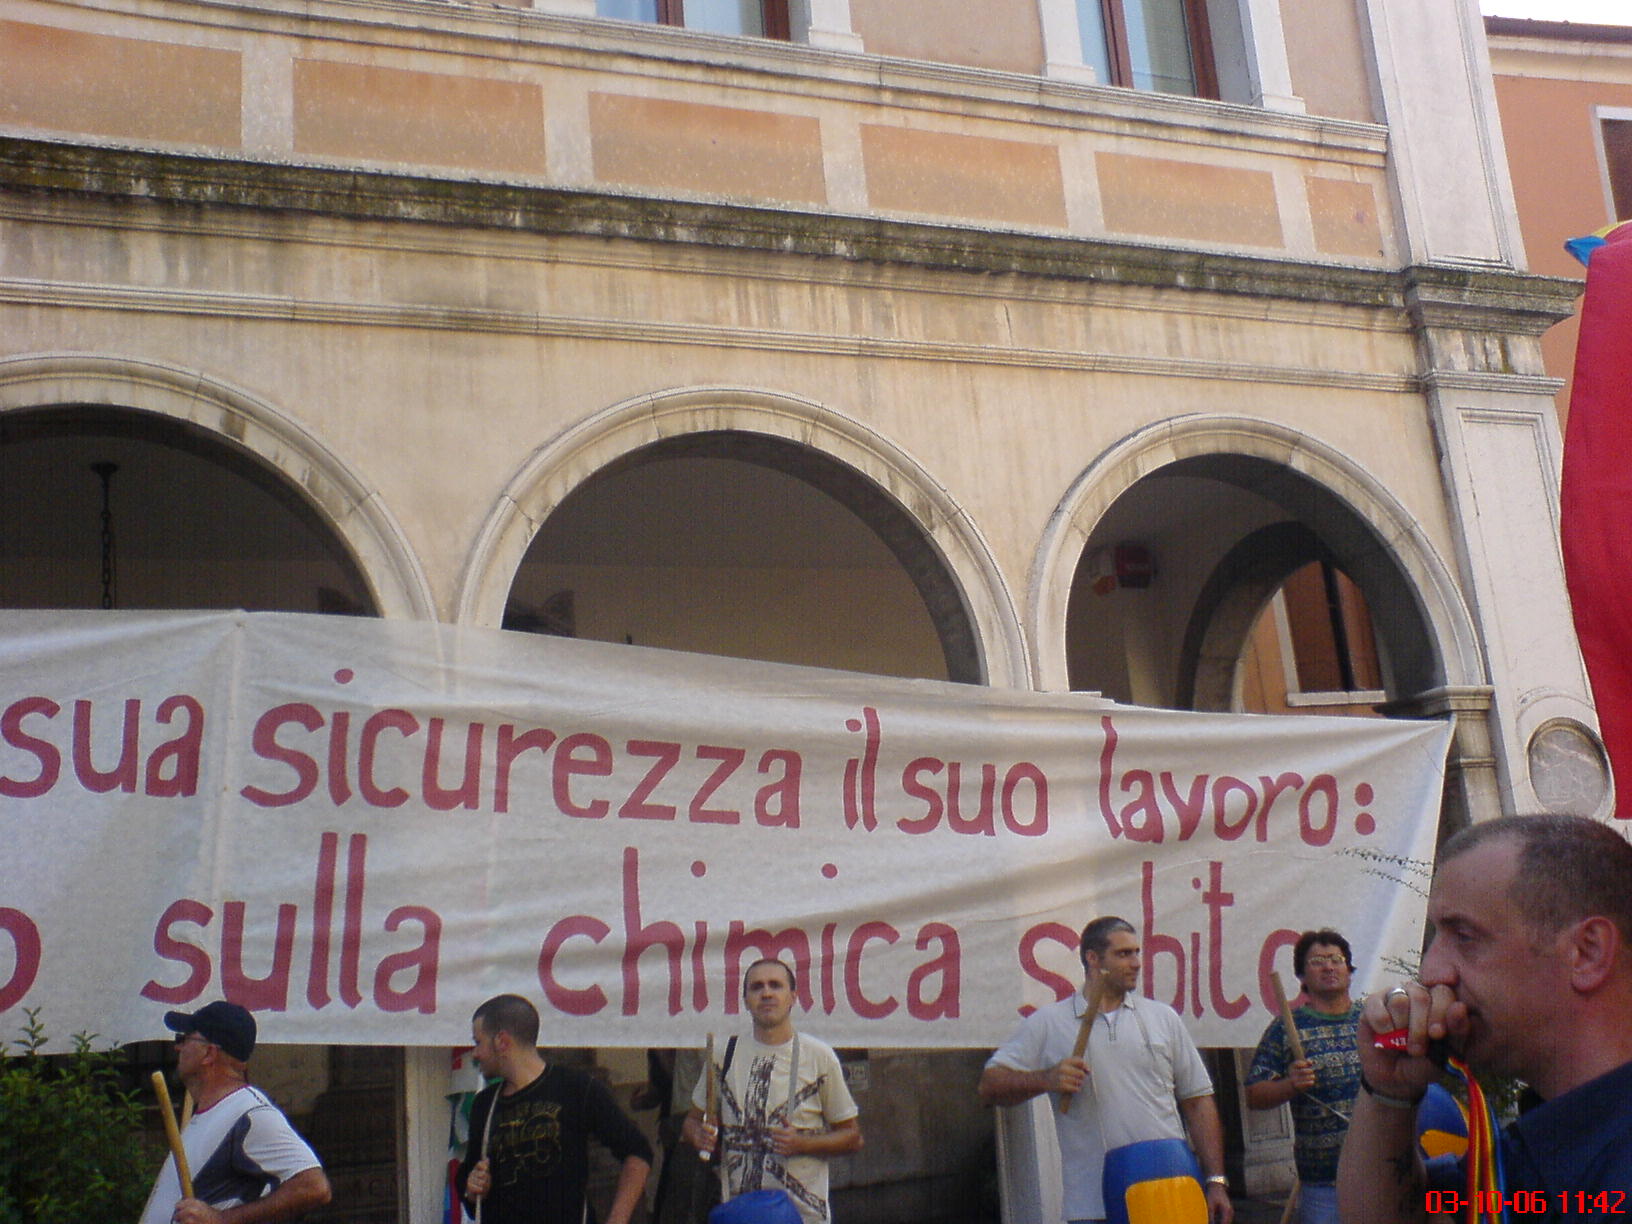 sua sicurezza il suo lavoro:
o sulla chimica subito
03-10-06 11:42